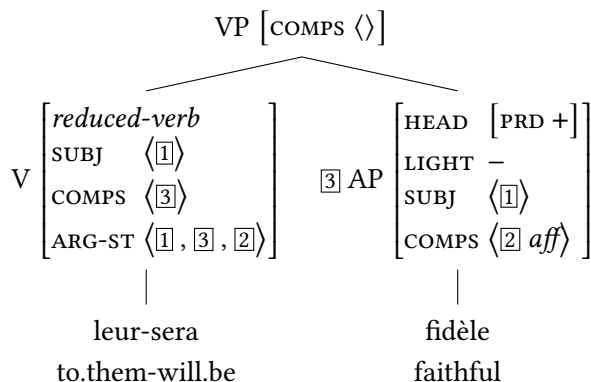 VP [COMPS ⟨⟩]
V [reduced-verb
SUBJ ⟨1⟩
COMPS ⟨3⟩
ARG-ST ⟨1 , 3 , 2⟩]
3 AP [HEAD [PRD +]
LIGHT −
SUBJ ⟨1⟩
COMPS ⟨2 aff⟩]
leur-sera
to.them-will.be
fidèle
faithful